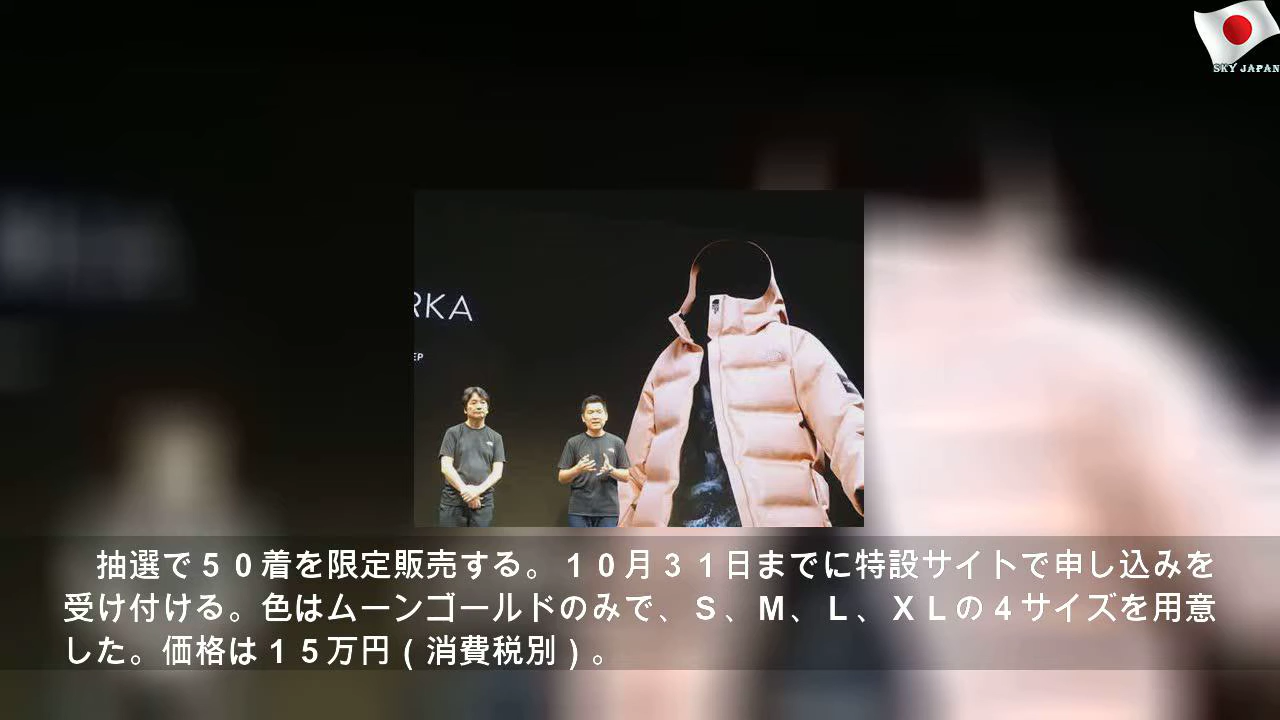 SKY JAPAN
RKA
EP
　抽選で５０着を限定販売する。１０月３１日までに特設サイトで申し込みを
受け付ける。色はムーンゴールドのみで、Ｓ、Ｍ、Ｌ、ＸＬの４サイズを用意
した。価格は１５万円（消費税別）。